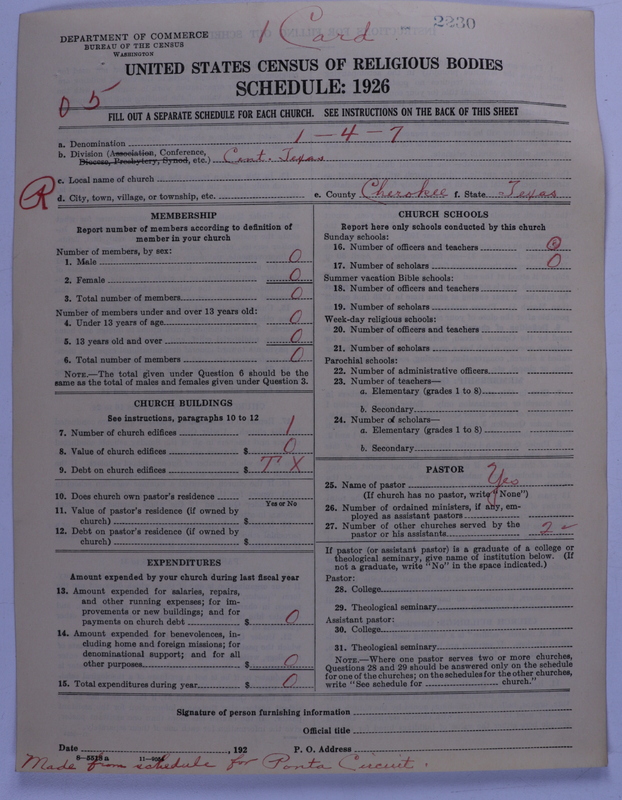 1 Card
2230
DEPARTMENT OF COMMERCE
BUREAU OF THE CENSUS
WASHINGTON
UNITED STATES CENSUS OF RELIGIOUS BODIES
SCHEDULE: 1926
0 5
FILL OUT A SEPARATE SCHEDULE FOR EACH CHURCH. SEE INSTRUCTIONS ON THE BACK OF THIS SHEET
a. Denomination 1-4-7
b. Division (Association, Conference, Diocese, Presbytery, Synod, etc.) Cent. Texas
c. Local name of church
R
d. City, town, village, or township, etc. e. County Cherokee f. State Texas
MEMBERSHIP
Report number of members according to definition of
member in your church
Number of members, by sex:
1. Male 0
2. Female 0
3. Total number of members 0
Number of members under and over 13 years old:
4. Under 13 years of age 0
5. 13 years old and over 0
6. Total number of members 0
NOTE.—The total given under Question 6 should be the
same as the total of males and females given under Question 3.
CHURCH BUILDINGS
See instructions, paragraphs 10 to 12
7. Number of church edifices 1
8. Value of church edifices $ 0
9. Debt on church edifices $ T X
10. Does church own pastor's residence
Yes or No
11. Value of pastor's residence (if owned by
church) $
12. Debt on pastor's residence (if owned by
church) $
EXPENDITURES
Amount expended by your church during last fiscal year
13. Amount expended for salaries, repairs,
and other running expenses; for im-
provements or new buildings; and for
payments on church debt $ 0
14. Amount expended for benevolences, in-
cluding home and foreign missions; for
denominational support; and for all
other purposes $ 0
15. Total expenditures during year $ 0
CHURCH SCHOOLS
Report here only schools conducted by this church
Sunday schools:
16. Number of officers and teachers 0
17. Number of scholars 0
Summer vacation Bible schools:
18. Number of officers and teachers
19. Number of scholars
Week-day religious schools:
20. Number of officers and teachers
21. Number of scholars
Parochial schools:
22. Number of administrative officers
23. Number of teachers—
a. Elementary (grades 1 to 8)
b. Secondary
24. Number of scholars—
a. Elementary (grades 1 to 8)
b. Secondary
PASTOR
25. Name of pastor Yes
(If church has no pastor, write "None")
26. Number of ordained ministers, if any, em-
ployed as assistant pastors
27. Number of other churches served by the
pastor or his assistants 2
If pastor (or assistant pastor) is a graduate of a college or
theological seminary, give name of institution below. (If
not a graduate, write "No" in the space indicated.)
Pastor:
28. College
29. Theological seminary
Assistant pastor:
30. College
31. Theological seminary
NOTE.—Where one pastor serves two or more churches,
Questions 28 and 29 should be answered only on the schedule
for one of the churches; on the schedules for the other churches,
write "See schedule for church."
Signature of person furnishing information
Official title
Date , 192 P. O. Address
8—5518a
Made from schedule for Ponta Circuit.